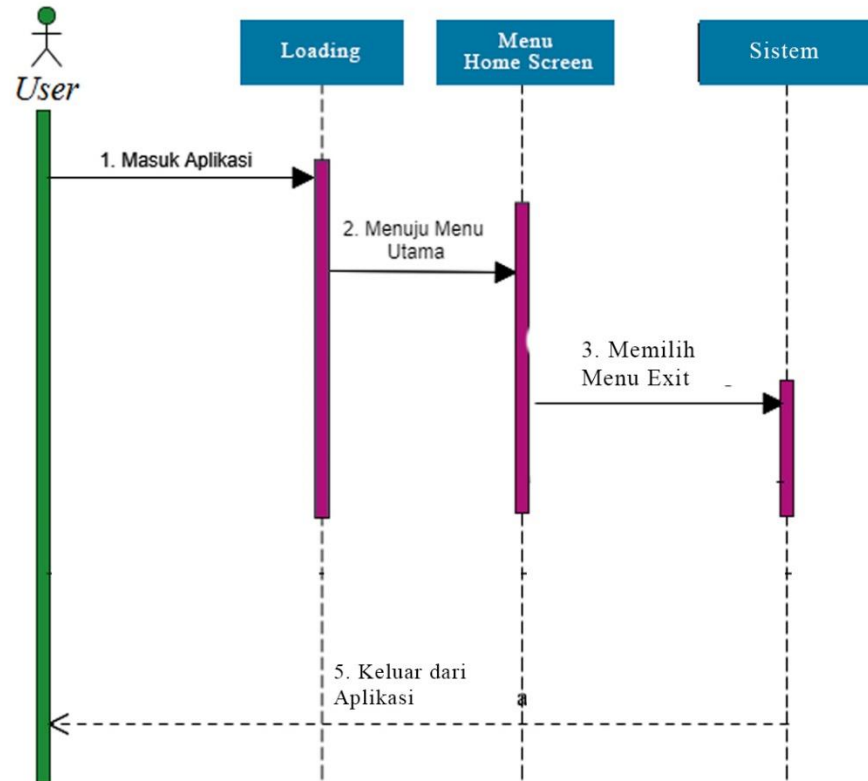 User
Loading
Menu
Home Screen
Sistem
1. Masuk Aplikasi
2. Menuju Menu
Utama
3. Memilih
Menu Exit
5. Keluar dari
Aplikasi
a